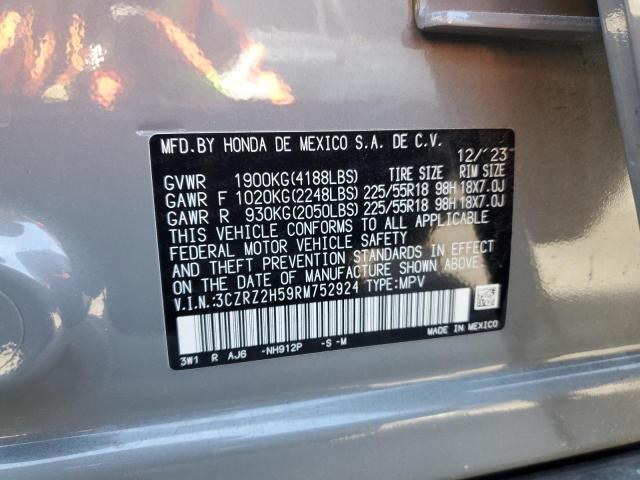 MFD.BY HONDA DE MEXICO S.A. DE C.V.
12/'23
GVWR 1900KG(4188LBS) TIRE SIZE RIM SIZE
GAWR F 1020KG(2248LBS) 225/55R18 98H 18X7.0J
GAWR R 930KG(2050LBS) 225/55R18 98H 18X7.0J
THIS VEHICLE CONFORMS TO ALL APPLICABLE
FEDERAL MOTOR VEHICLE SAFETY
AND THEFT PREVENTION STANDARDS IN EFFECT
ON THE DATE OF MANUFACTURE SHOWN ABOVE.
V.I.N.:3CZRZ2H59RM752924 TYPE:MPV
MADE IN MEXICO
3W1 R AJ6 -NH912P -S -M